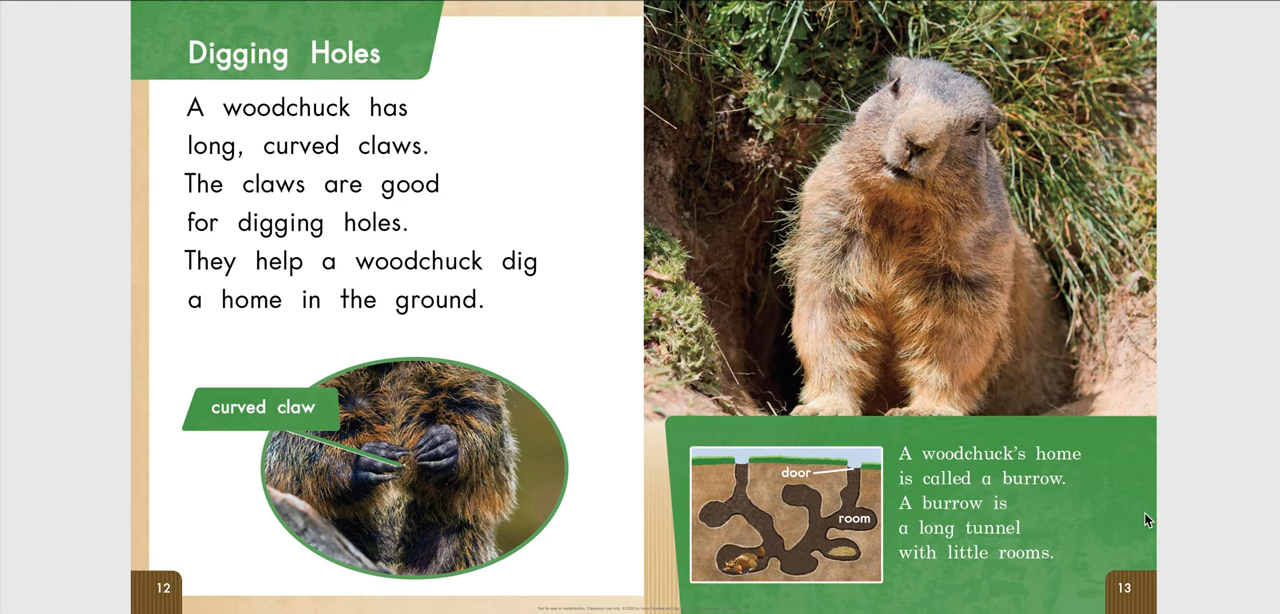 Digging Holes
A woodchuck has
long, curved claws.
The claws are good
for digging holes.
They help a woodchuck dig
a home in the ground.
curved claw
12
door
room
A woodchuck's home
is called a burrow.
A burrow is
a long tunnel
with little rooms.
13